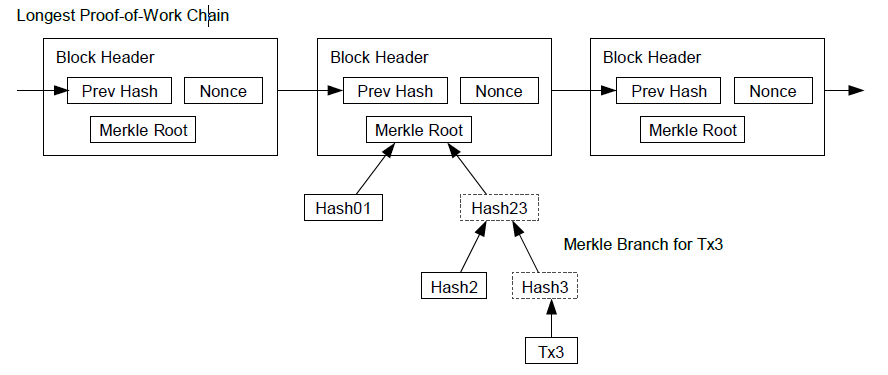 Longest Proof-of-Work Chain
Block Header
Block Header
Block Header
Prev Hash
Nonce
Prev Hash
Nonce
Prev Hash
Nonce
Merkle Root
Merkle Root
Merkle Root
Hash01
Hash23
Merkle Branch for Tx3
Hash2
Hash3
Tx3